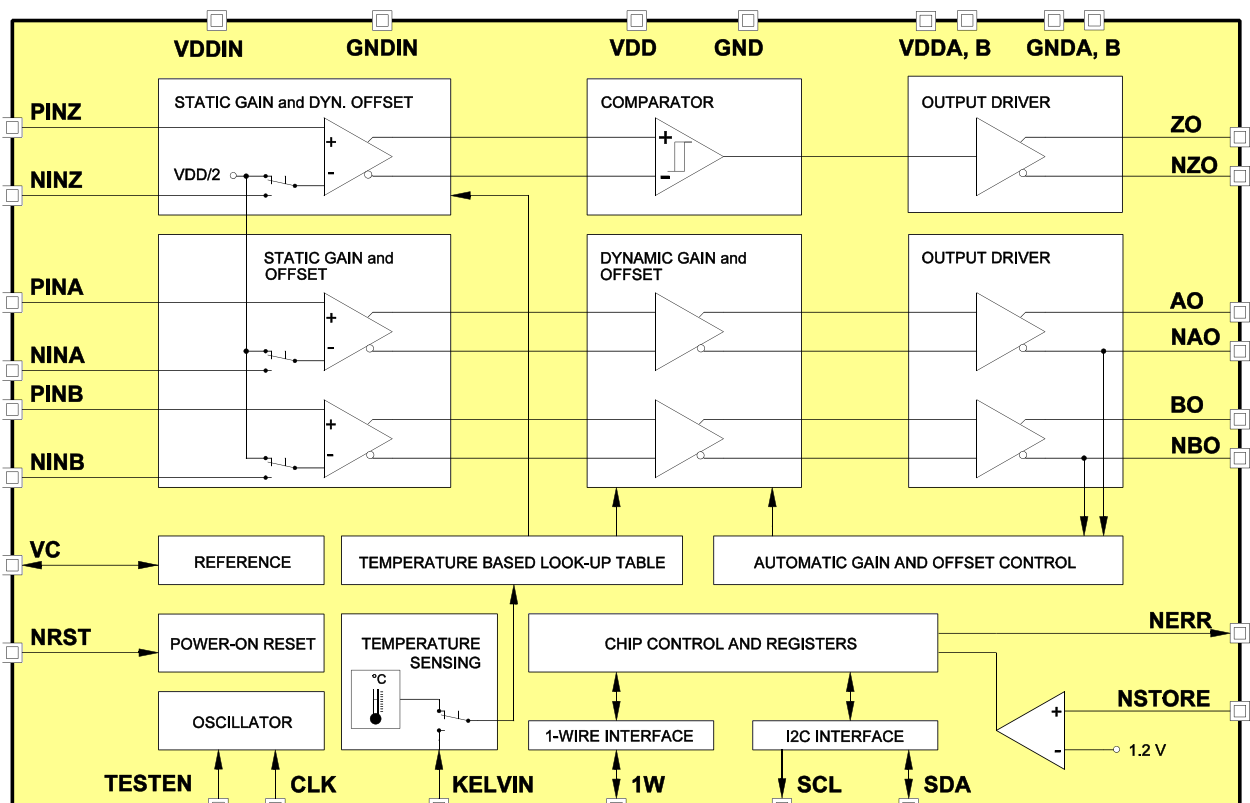 VDDIN GNDIN VDD GND VDDA, B GNDA, B
PINZ
STATIC GAIN and DYN. OFFSET
COMPARATOR
OUTPUT DRIVER
ZO
+
+
VDD/2
-
-
NINZ
NZO
STATIC GAIN and
OFFSET
DYNAMIC GAIN and
OFFSET
OUTPUT DRIVER
PINA
AO
+
-
NINA
NAO
PINB
BO
+
-
NINB
NBO
VC
REFERENCE
TEMPERATURE BASED LOOK-UP TABLE
AUTOMATIC GAIN AND OFFSET CONTROL
NRST
POWER-ON RESET
TEMPERATURE
SENSING
°C
CHIP CONTROL AND REGISTERS
NERR
OSCILLATOR
1-WIRE INTERFACE
I2C INTERFACE
NSTORE
+
-
1.2 V
TESTEN CLK KELVIN 1W SCL SDA